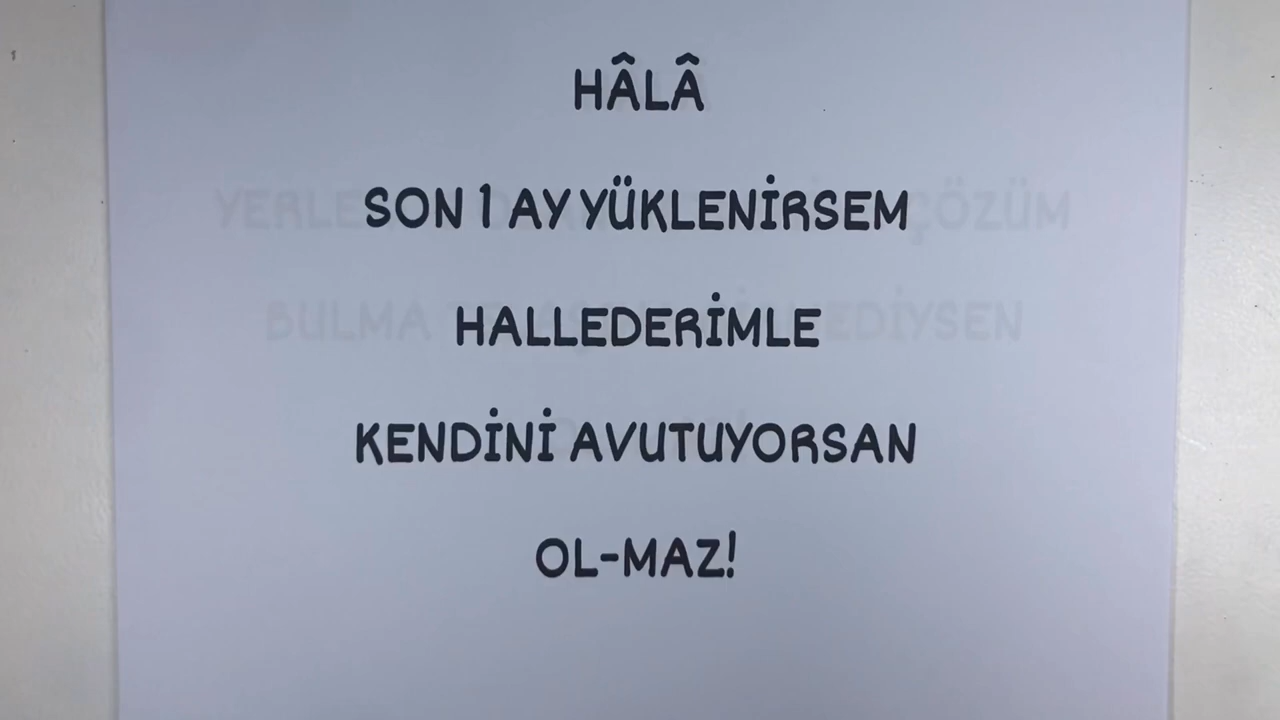 HÂLÂ
SON 1 AY YÜKLENİRSEM
HALLEDERİMLE
KENDİNİ AVUTUYORSAN
OL-MAZ!